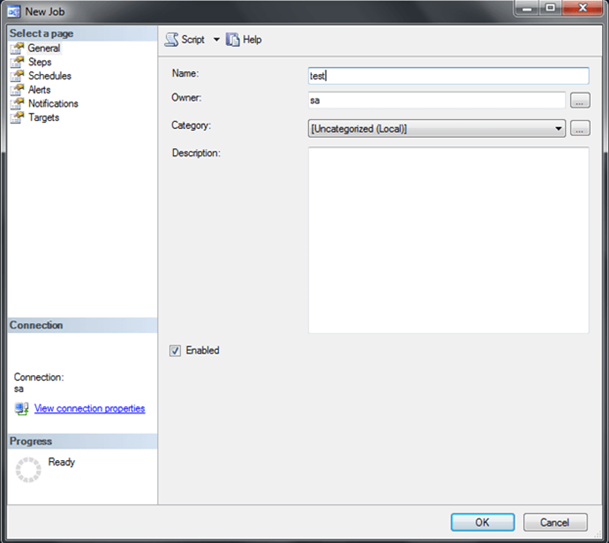 New Job
Select a page
General
Steps
Schedules
Alerts
Notifications
Targets
Script
Help
Name:
test
Owner:
sa
...
Category:
[Uncategorized (Local)]
...
Description:
Enabled
Connection
Connection:
sa
View connection properties
Progress
Ready
OK
Cancel